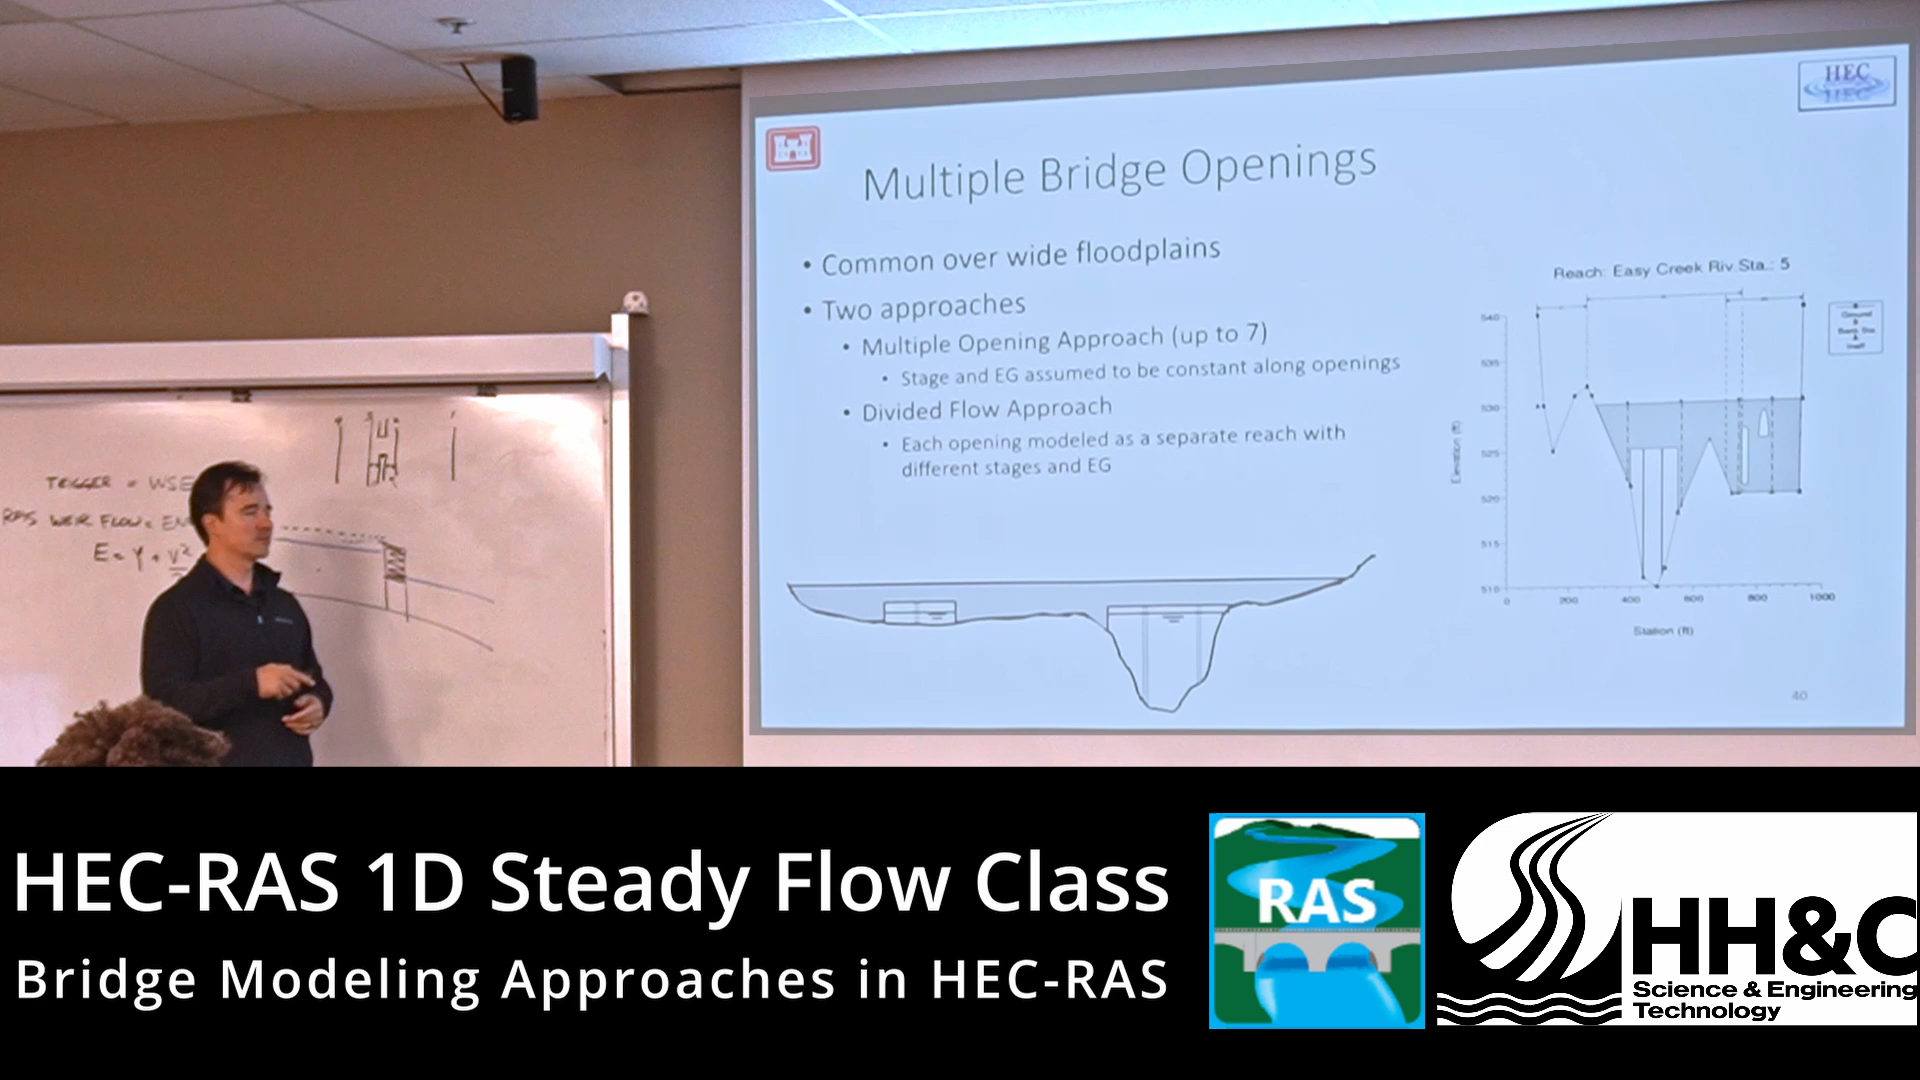 HEC
HEC
Multiple Bridge Openings
• Common over wide floodplains
• Two approaches
• Multiple Opening Approach (up to 7)
• Stage and EG assumed to be constant along openings
• Divided Flow Approach
• Each opening modeled as a separate reach with
different stages and EG
Reach: Easy Creek Riv.Sta.: 5
Ground
Bank Sta
540
535
530
525
520
515
510
Elevation (ft)
0 200 400 600 800 1000
Station (ft)
40
TRIGGER = WSE
RAS WEIR FLOW = EN
E = Y + V²
HEC-RAS 1D Steady Flow Class
Bridge Modeling Approaches in HEC-RAS
RAS
HH&C
Science & Engineering
Technology